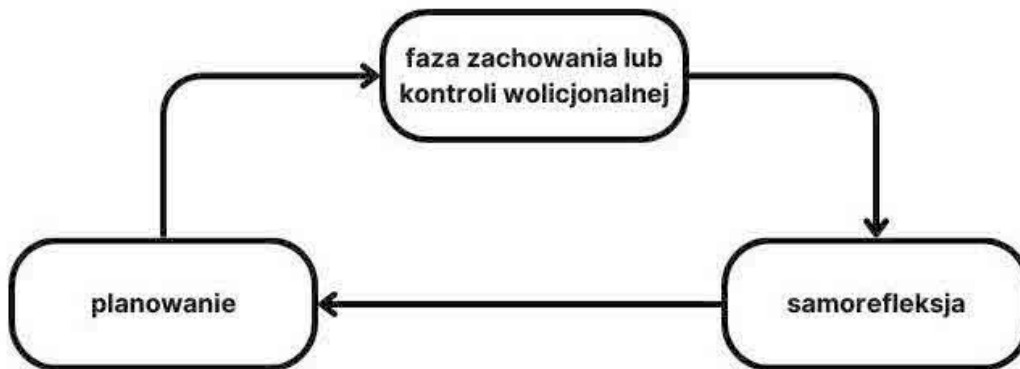 faza zachowania lub
kontroli wolicjonalnej
planowanie
samorefleksja